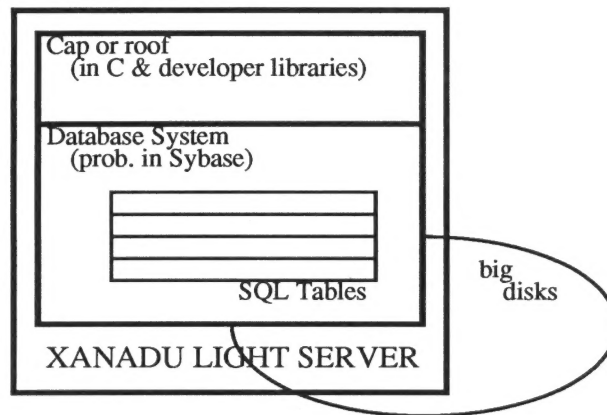 Cap or roof
(in C & developer libraries)
Database System
(prob. in Sybase)
SQL Tables
big
disks
XANADU LIGHT SERVER